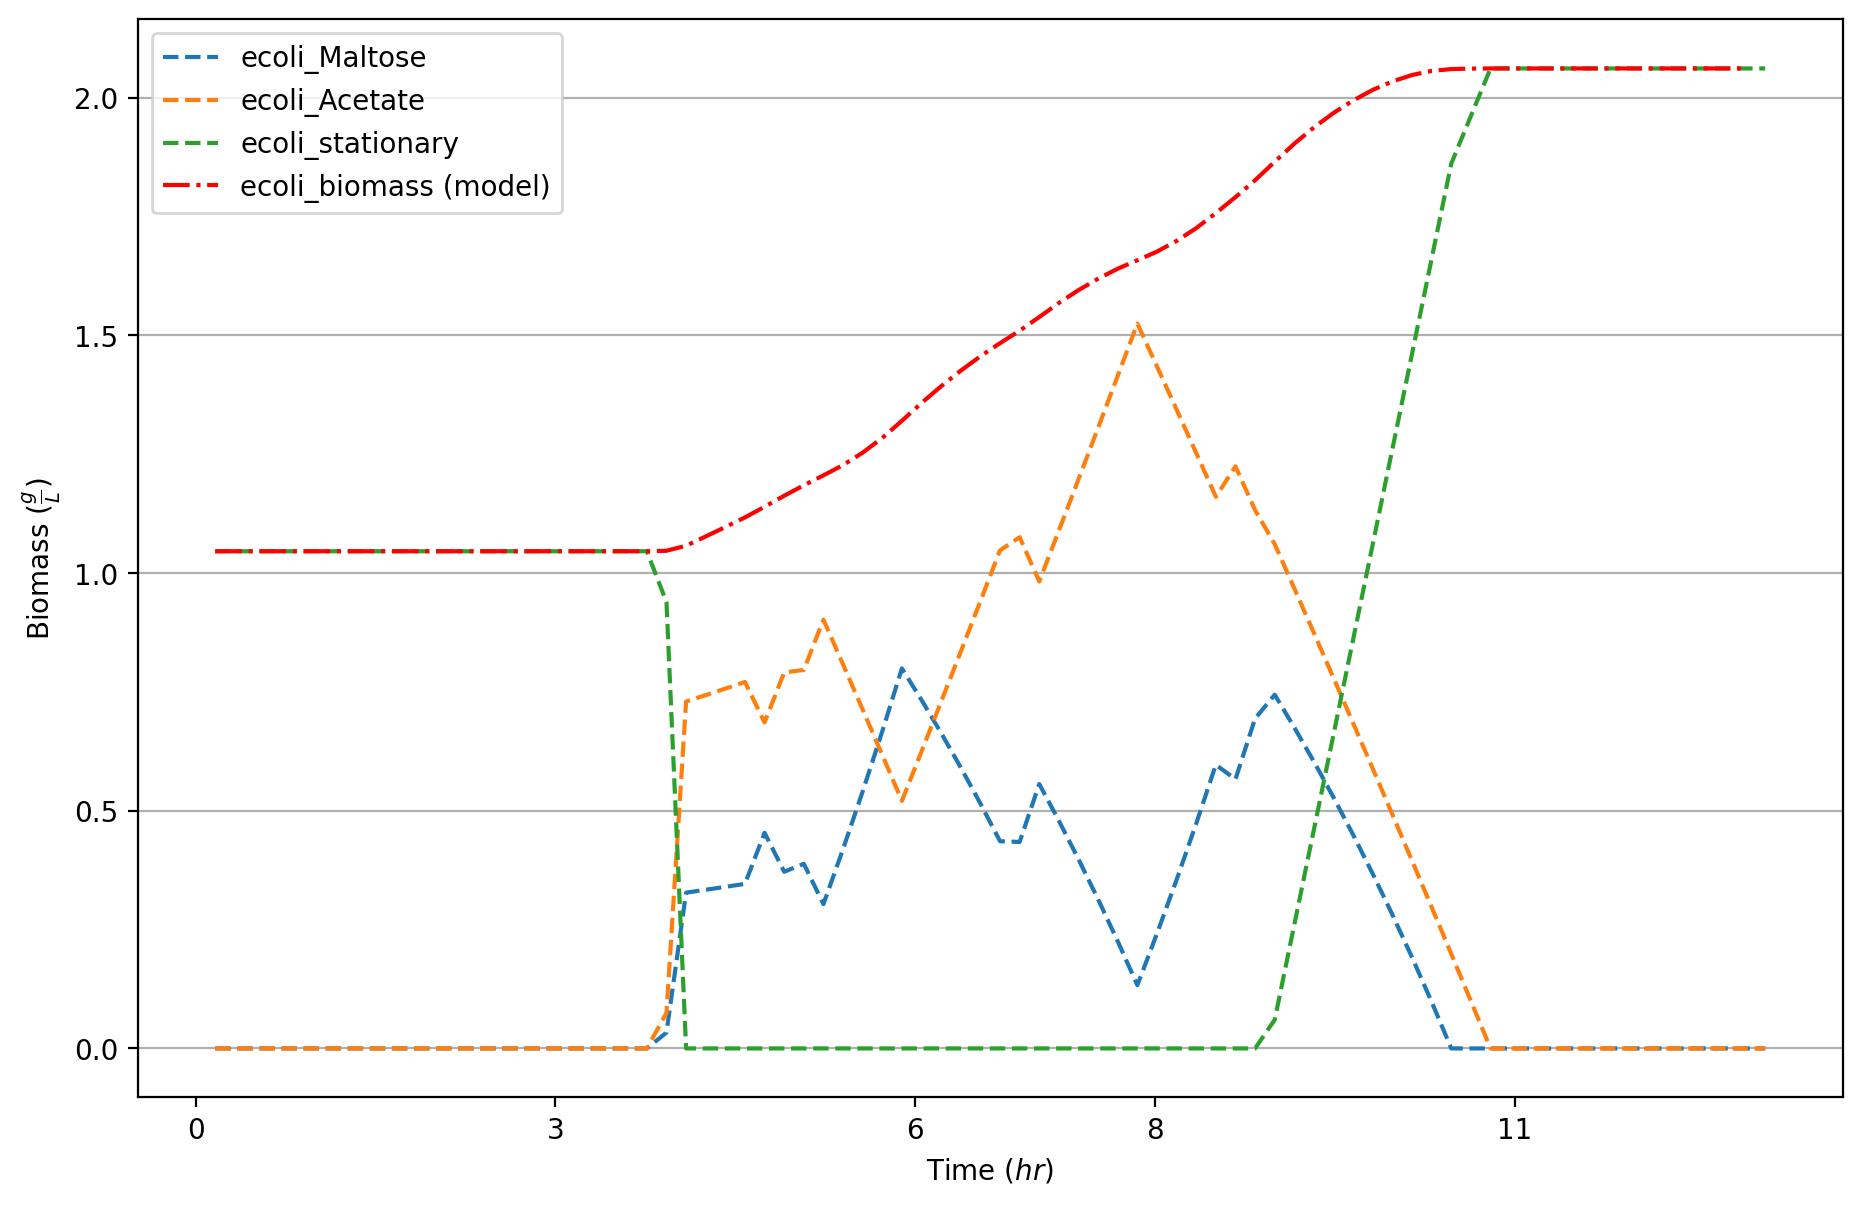 ecoli_Maltose
ecoli_Acetate
ecoli_stationary
ecoli_biomass (model)
2.0
1.5
1.0
0.5
0.0
Biomass (g/L)
0 3 6 8 11
Time (hr)